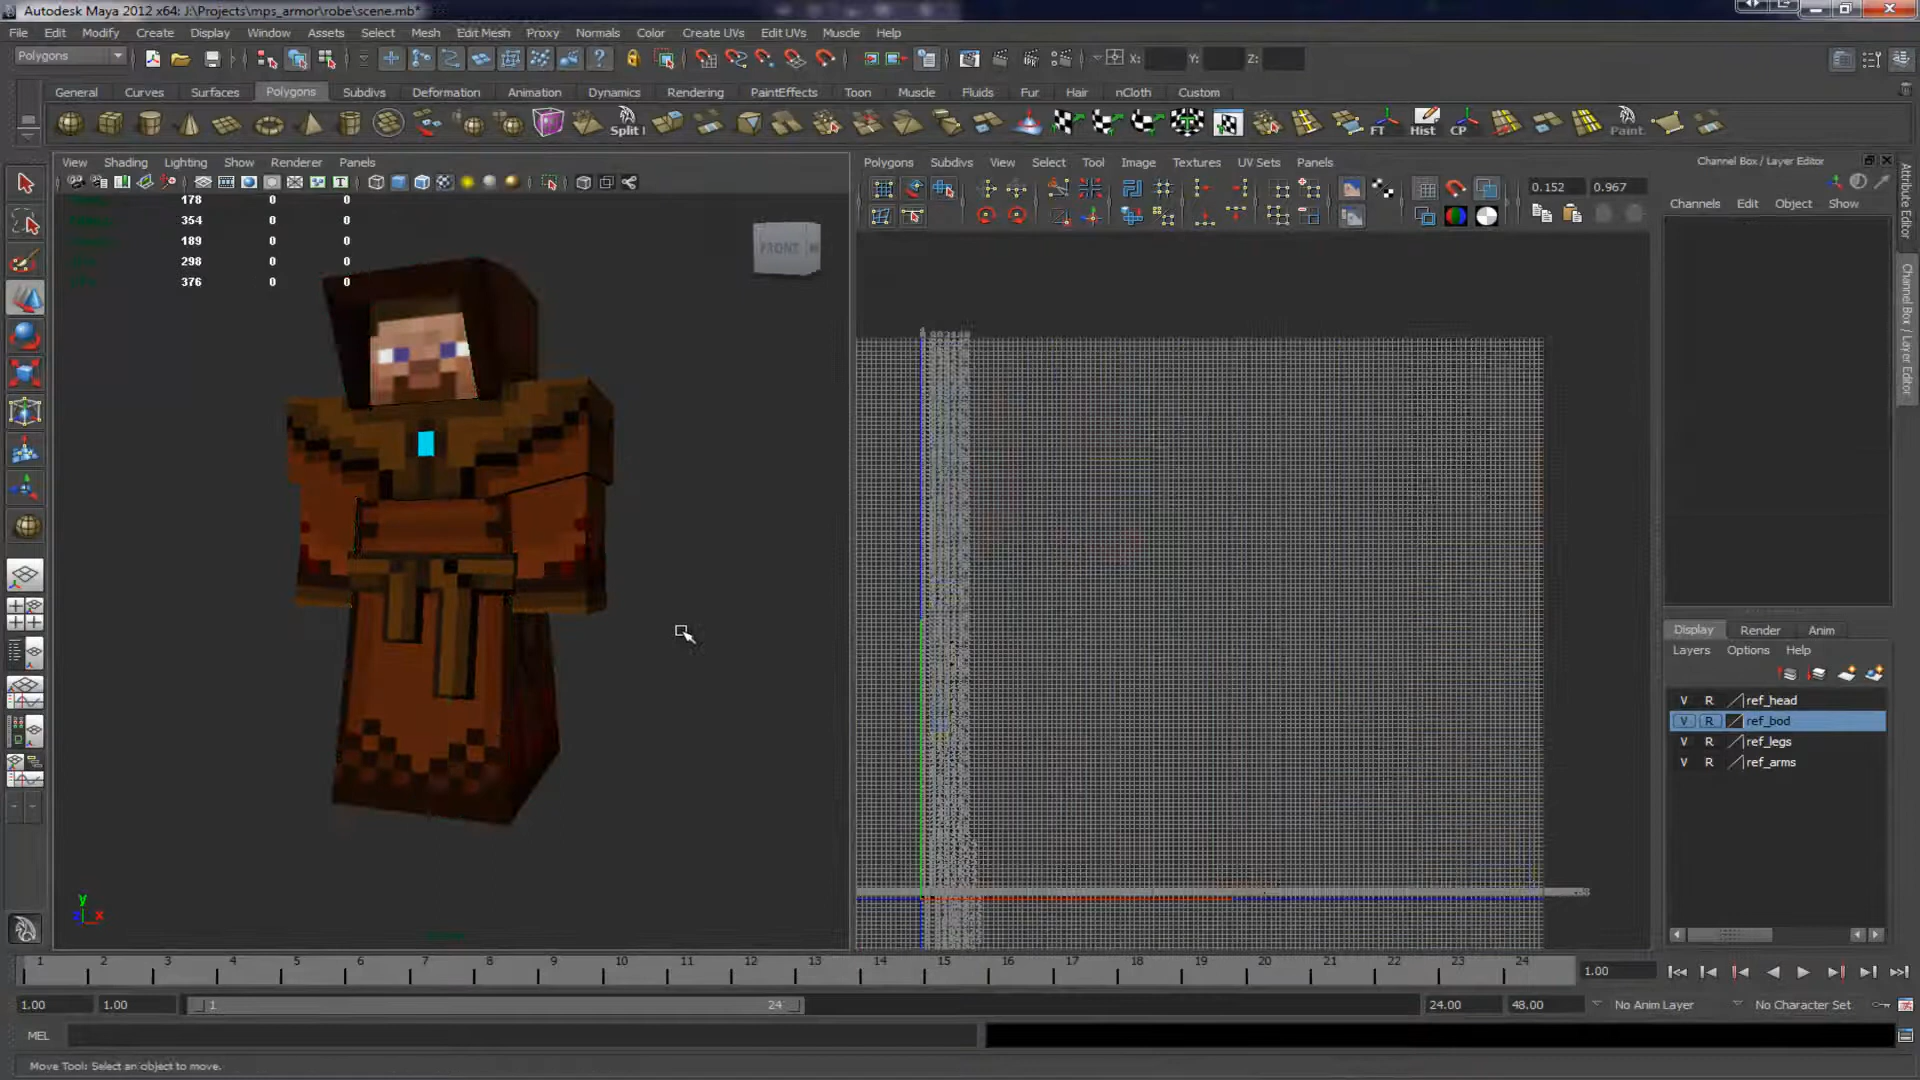 Autodesk Maya 2012 x64: J:\Projects\mps_armor\robe\scene.mb*
File Edit Modify Create Display Window Assets Select Mesh Edit Mesh Proxy Normals Color Create UVs Edit UVs Muscle Help
Polygons X: Y: Z:
General Curves Surfaces Polygons Subdivs Deformation Animation Dynamics Rendering PaintEffects Toon Muscle Fluids Fur Hair nCloth Custom
Split FT Hist CP Paint
View Shading Lighting Show Renderer Panels
Polygons Subdivs View Select Tool Image Textures UV Sets Panels
Channel Box / Layer Editor
0.152 0.967
Channels Edit Object Show
178 0 0
354 0 0
189 0 0
298 0 0
376 0 0
FRONT
Attribute Editor
Channel Box / Layer Editor
Display Render Anim
Layers Options Help
V R ref_head
V R ref_bod
V R ref_legs
V R ref_arms
y
z x
1 2 3 4 5 6 7 8 9 10 11 12 13 14 15 16 17 18 19 20 21 22 23 24
1.00
1.00 1.00 1 24 24.00 48.00 No Anim Layer No Character Set
MEL
Move Tool: Select an object to move.